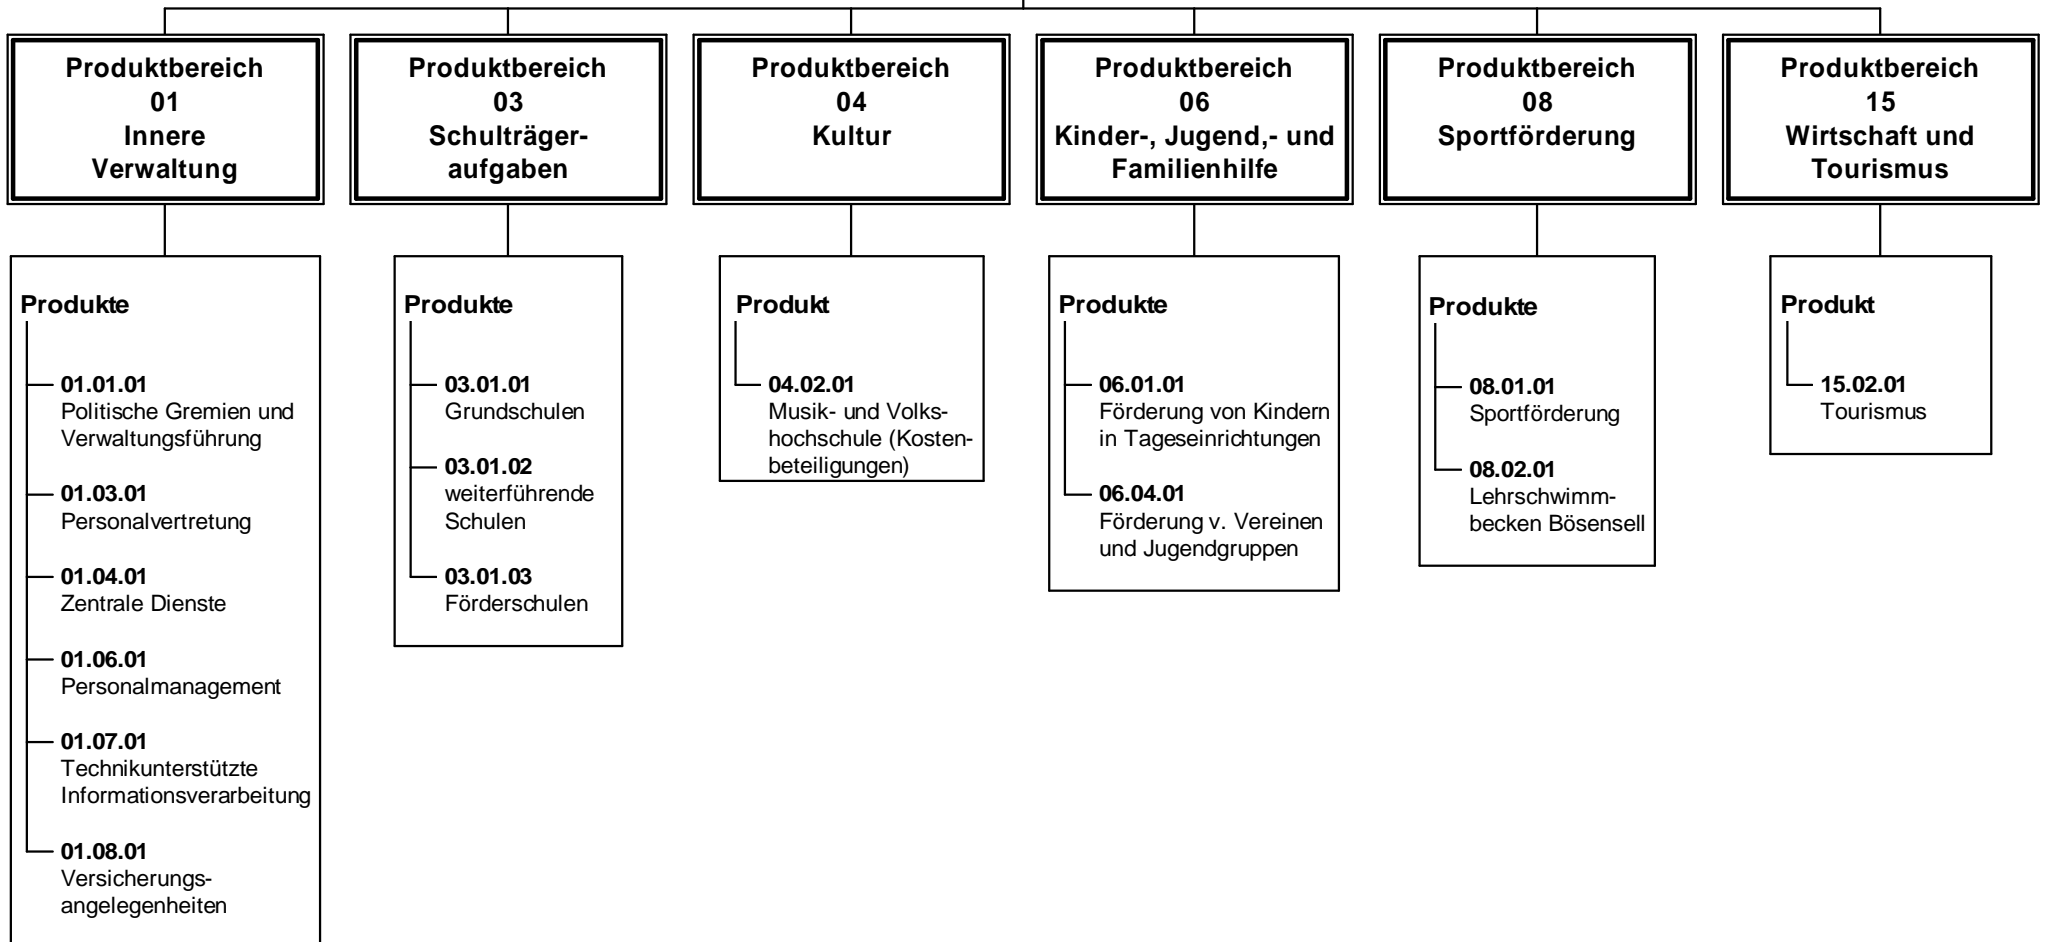 Produktbereich
01
Innere
Verwaltung
Produktbereich
03
Schulträger-
aufgaben
Produktbereich
04
Kultur
Produktbereich
06
Kinder-, Jugend,- und
Familienhilfe
Produktbereich
08
Sportförderung
Produktbereich
15
Wirtschaft und
Tourismus
Produkte
01.01.01
Politische Gremien und
Verwaltungsführung
01.03.01
Personalvertretung
01.04.01
Zentrale Dienste
01.06.01
Personalmanagement
01.07.01
Technikunterstützte
Informationsverarbeitung
01.08.01
Versicherungs-
angelegenheiten
Produkte
03.01.01
Grundschulen
03.01.02
weiterführende
Schulen
03.01.03
Förderschulen
Produkt
04.02.01
Musik- und Volks-
hochschule (Kosten-
beteiligungen)
Produkte
06.01.01
Förderung von Kindern
in Tageseinrichtungen
06.04.01
Förderung v. Vereinen
und Jugendgruppen
Produkte
08.01.01
Sportförderung
08.02.01
Lehrschwimm-
becken Bösensell
Produkt
15.02.01
Tourismus